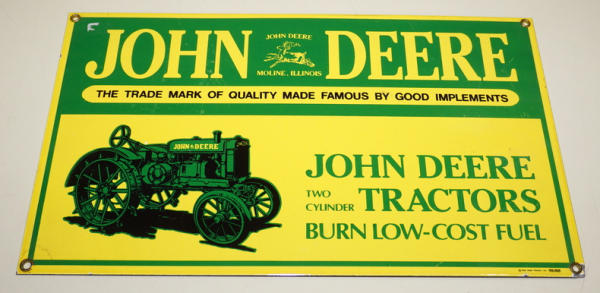 JOHN DEERE
JOHN DEERE
MOLINE, ILLINOIS
THE TRADE MARK OF QUALITY MADE FAMOUS BY GOOD IMPLEMENTS
JOHN DEERE
JOHN DEERE
TWO CYLINDER TRACTORS
BURN LOW-COST FUEL